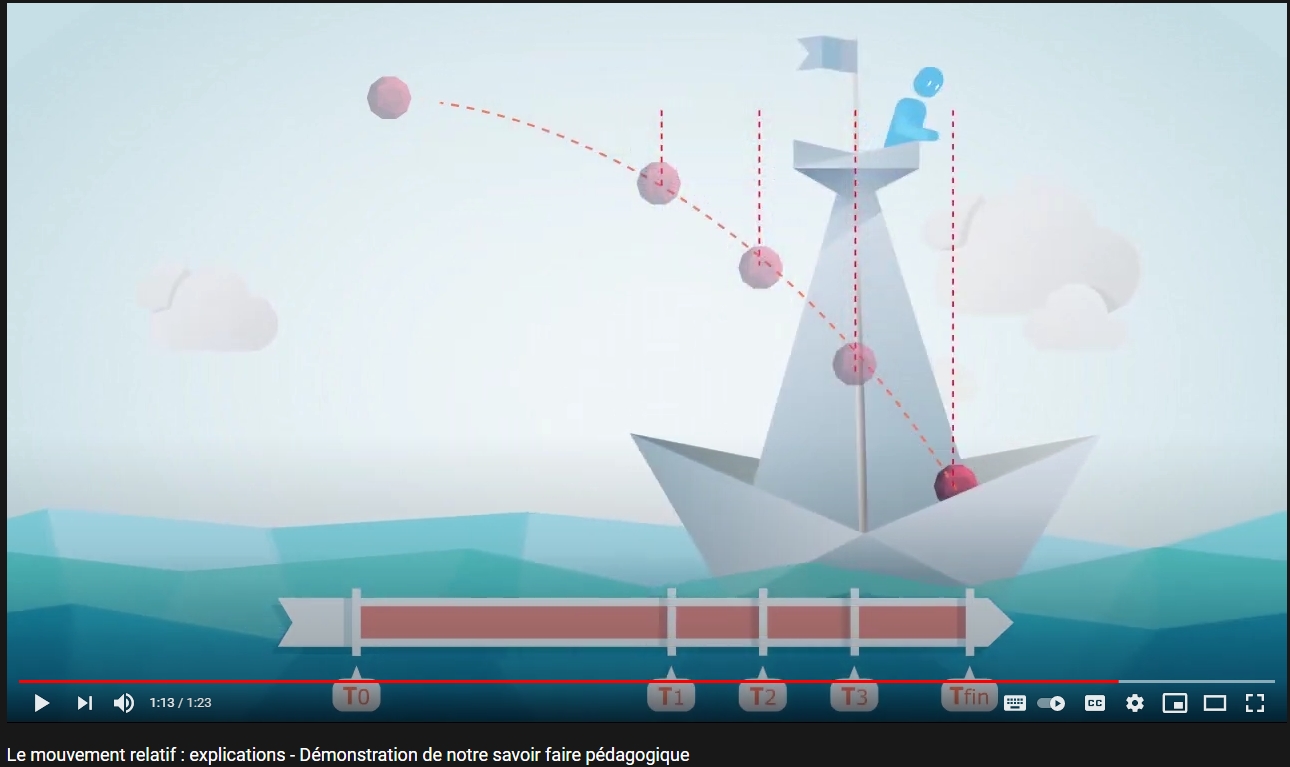 T0 T1 T2 T3 Tfin
1:13 / 1:23
CC
Le mouvement relatif : explications - Démonstration de notre savoir faire pédagogique